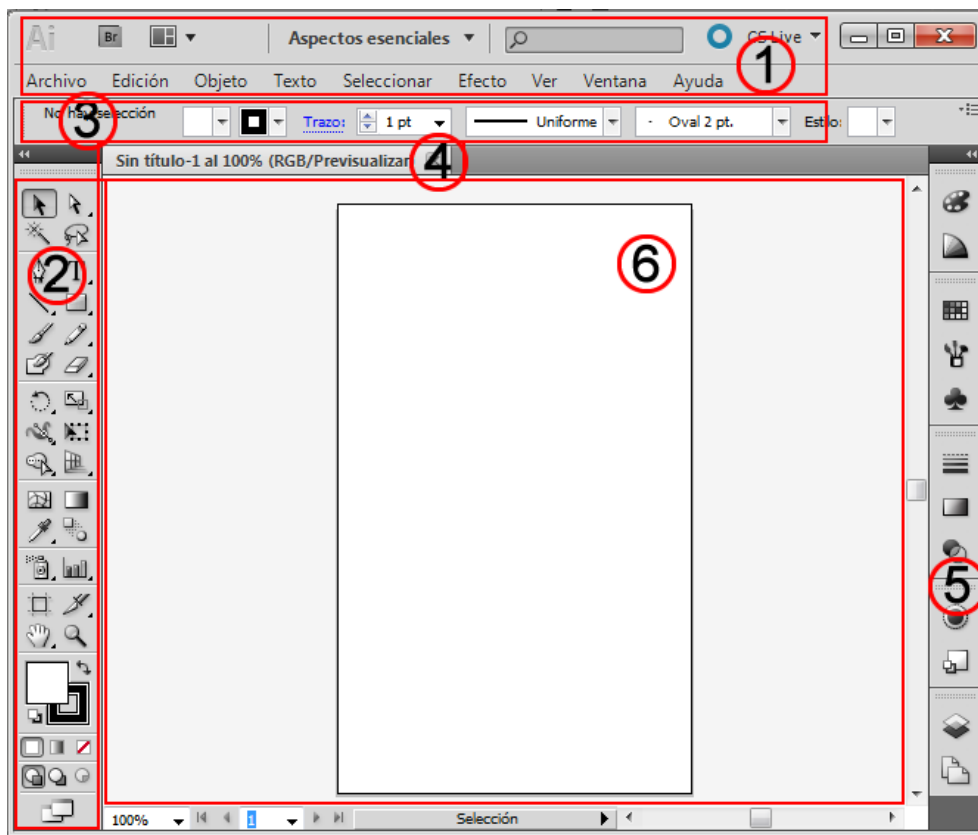 Ai Br Aspectos esenciales CS Live
1
Archivo Edición Objeto Texto Seleccionar Efecto Ver Ventana Ayuda
3
No hay selección Trazo: 1 pt Uniforme Oval 2 pt. Estilo:
Sin título-1 al 100% (RGB/Previsualizar
4
6
2
T
5
100% 1 Selección